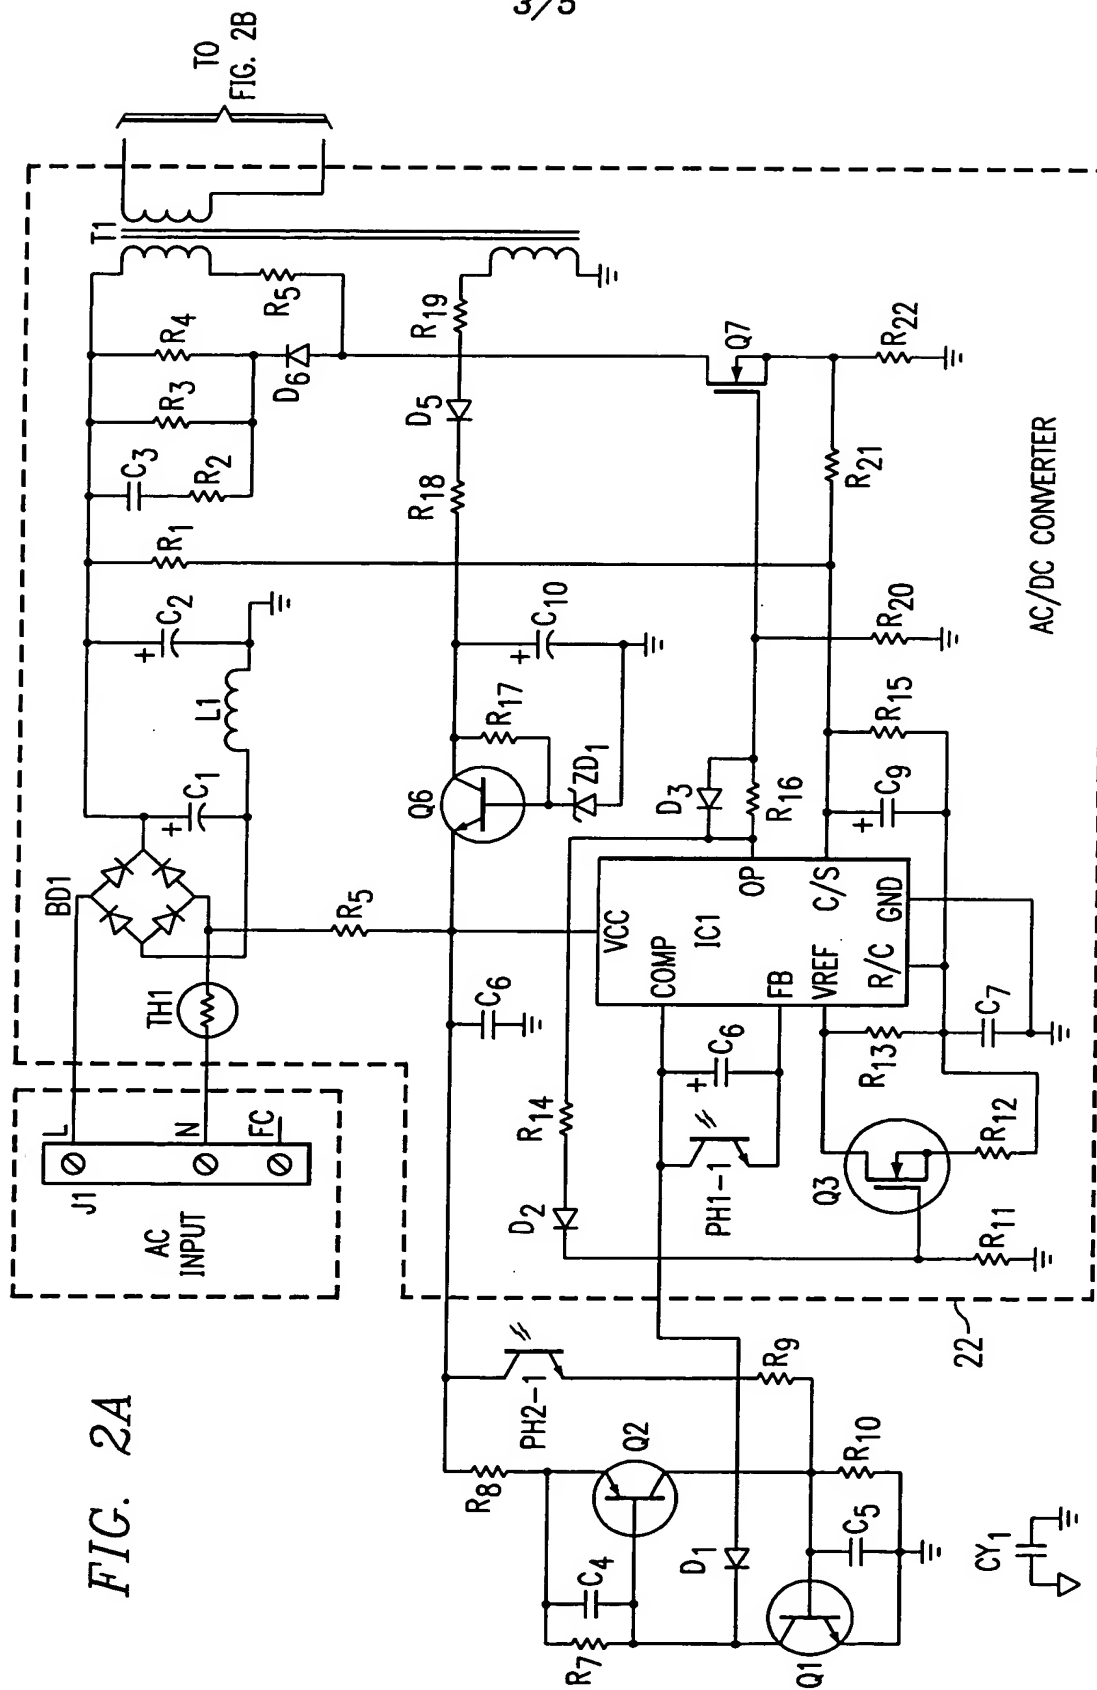 3/5
FIG. 2A
AC
INPUT
J1
L
N
FC
TH1
BD1
C1
+
L1
C2
+
R1
C3
R2
R3
R4
D6
R5
T1
TO
FIG. 2B
R5
C6
Q6
R17
ZD1
C10
+
R18
D5
R19
Q7
R22
R21
R20
R15
C9
+
R16
D3
VCC
COMP
IC1
OP
FB
C/S
VREF
R/C
GND
C6
+
PH1-1
R14
D2
R13
C7
R12
Q3
R11
22
AC/DC CONVERTER
PH2-1
R9
R8
Q2
R10
C4
R7
D1
C5
Q1
CY1